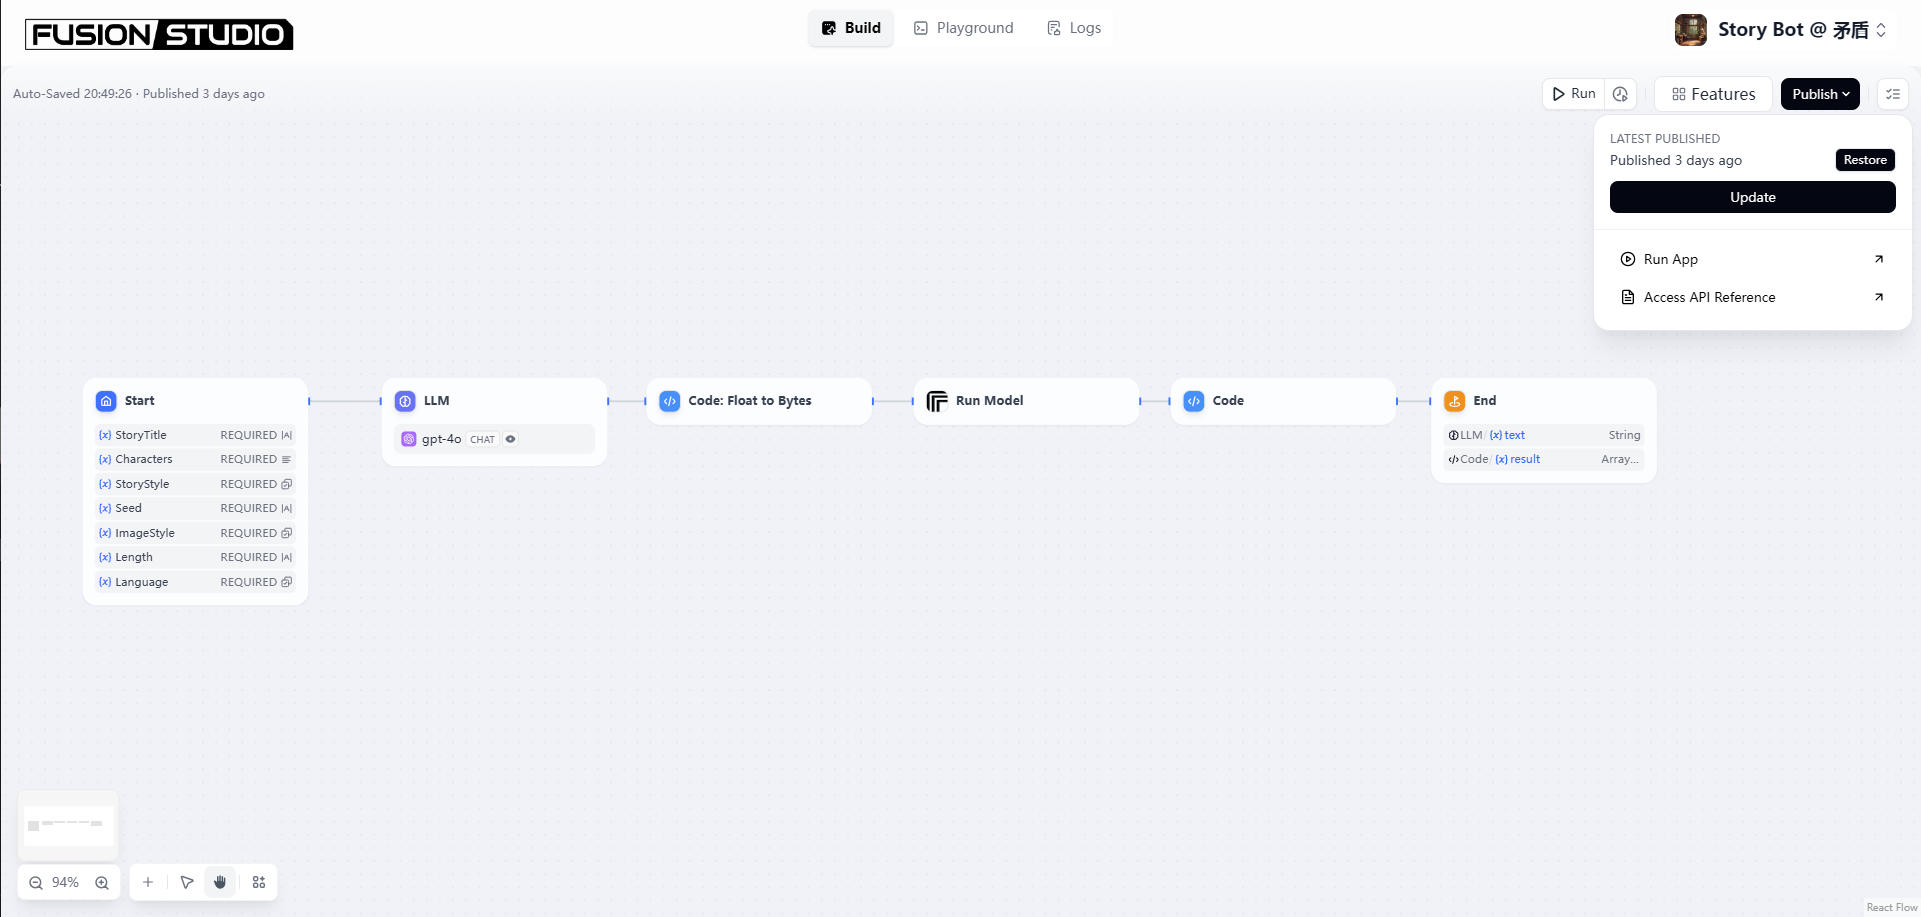 FUSION STUDIO
Build
Playground
Logs
Story Bot @ 矛盾
Auto-Saved 20:49:26 · Published 3 days ago
Run
Features
Publish
LATEST PUBLISHED
Published 3 days ago
Restore
Update
Run App
Access API Reference
Start
{x} StoryTitle REQUIRED
{x} Characters REQUIRED
{x} StoryStyle REQUIRED
{x} Seed REQUIRED
{x} ImageStyle REQUIRED
{x} Length REQUIRED
{x} Language REQUIRED
LLM
gpt-4o CHAT
Code: Float to Bytes
Run Model
Code
End
LLM / {x} text String
Code / {x} result Array...
94%
React Flow